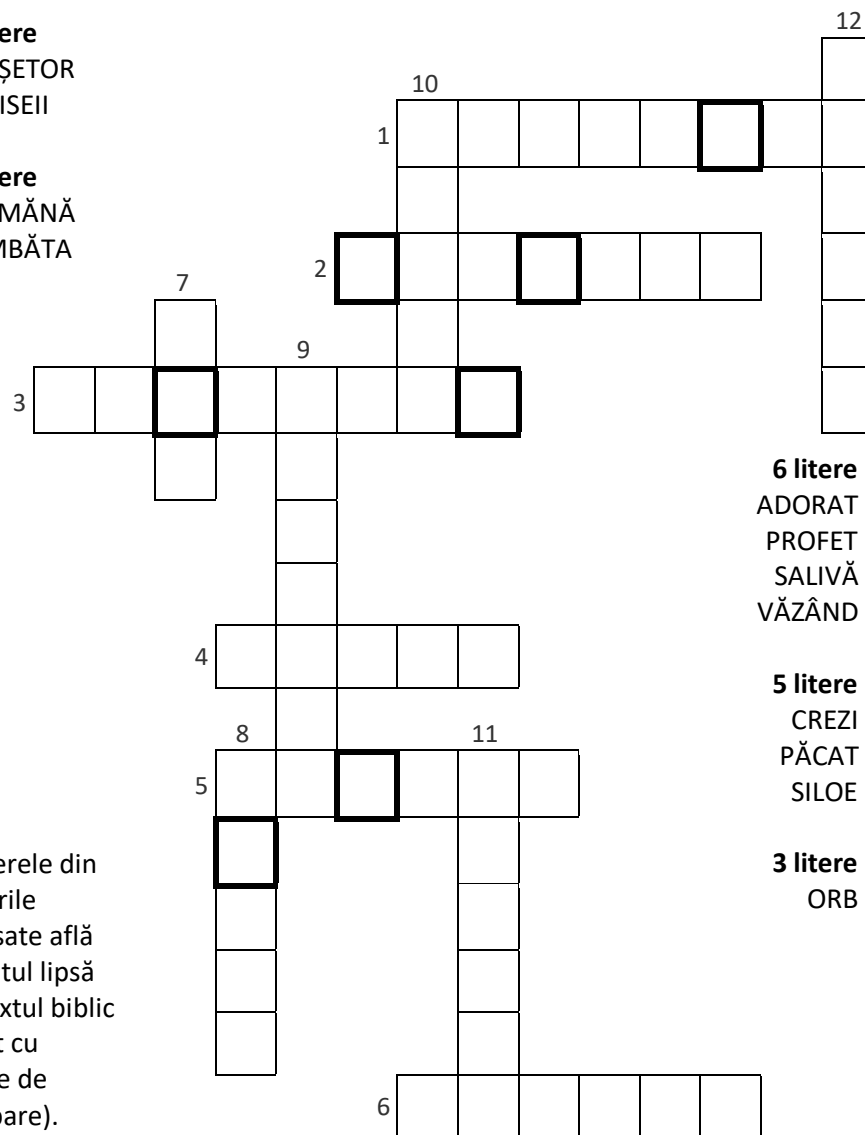 ere
ȘETOR
ISEII
ere
MĂNĂ
MBĂTA
12
10
1
2
7
9
3
6 litere
ADORAT
PROFET
SALIVĂ
VĂZÂND
4
5 litere
CREZI
PĂCAT
SILOE
8
11
5
3 litere
ORB
erele din
rile
sate află
tul lipsă
xtul biblic
t cu
e de
oare).
6